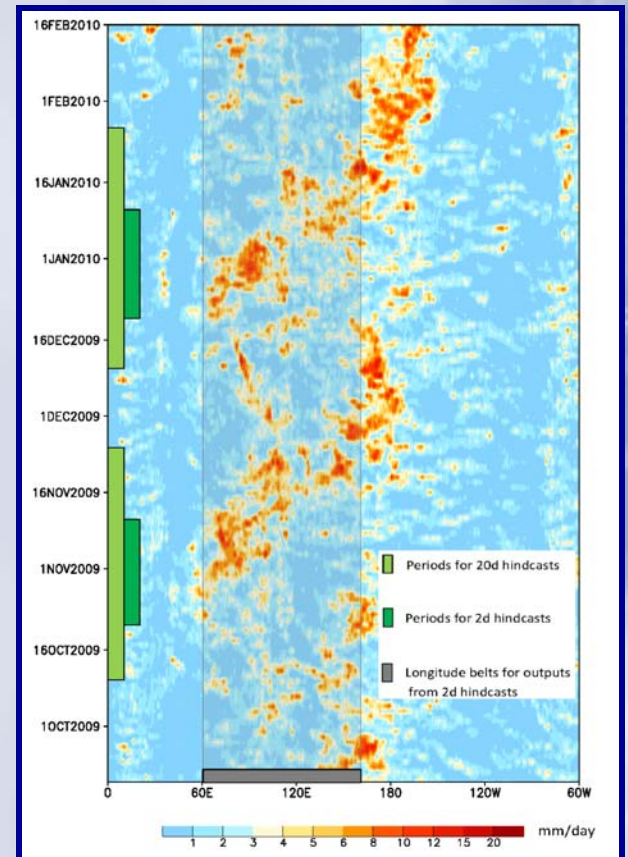 16FEB2010
1FEB2010
16JAN2010
1JAN2010
16DEC2009
1DEC2009
16NOV2009
1NOV2009
Periods for 20d hindcasts
Periods for 2d hindcasts
16OCT2009
Longitude belts for outputs
from 2d hindcasts
1OCT2009
0 60E 120E 180 120W 60W
1 2 3 4 5 6 8 10 12 15 20 mm/day